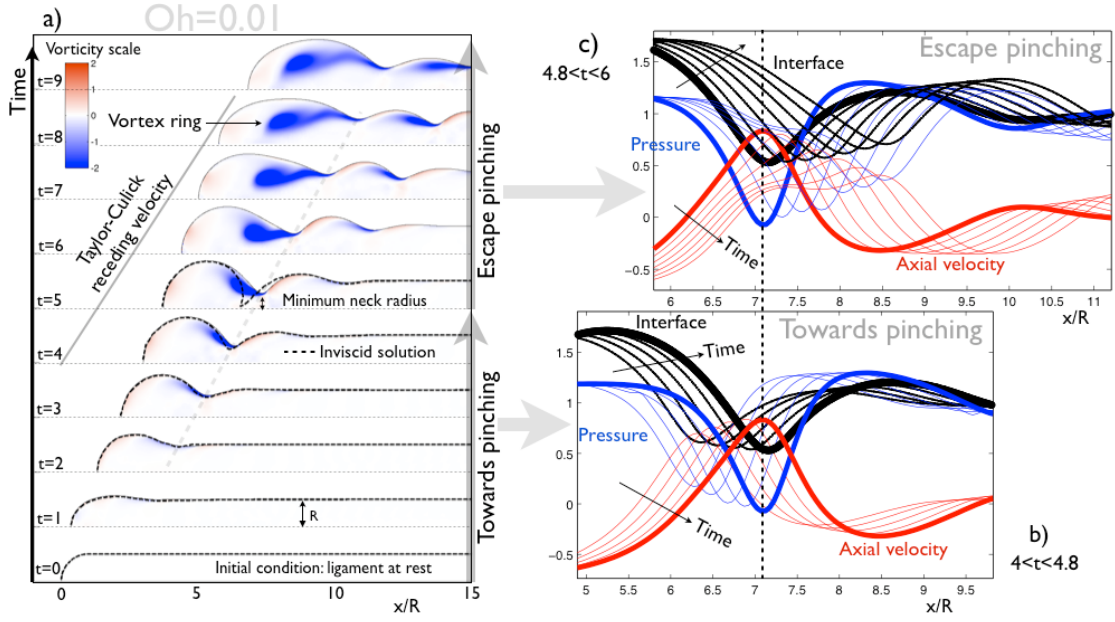 Oh=0.01
a)
Time
Vorticity scale
2
1
0
-1
-2
t=9
t=8
t=7
t=6
t=5
t=4
t=3
t=2
t=1
t=0
Vortex ring
Taylor-Culick
receding velocity
Minimum neck radius
Inviscid solution
R
Initial condition: ligament at rest
0
5
10
15
x/R
Escape pinching
Towards pinching
c)
4.8<t<6
Escape pinching
Interface
Pressure
Time
Axial velocity
1.5
1
0.5
0
−0.5
6
6.5
7
7.5
8
8.5
9
9.5
10
10.5
11
x/R
Towards pinching
Interface
Time
Pressure
Time
Axial velocity
1.5
1
0.5
0
−0.5
5
5.5
6
6.5
7
7.5
8
8.5
9
9.5
x/R
b)
4<t<4.8